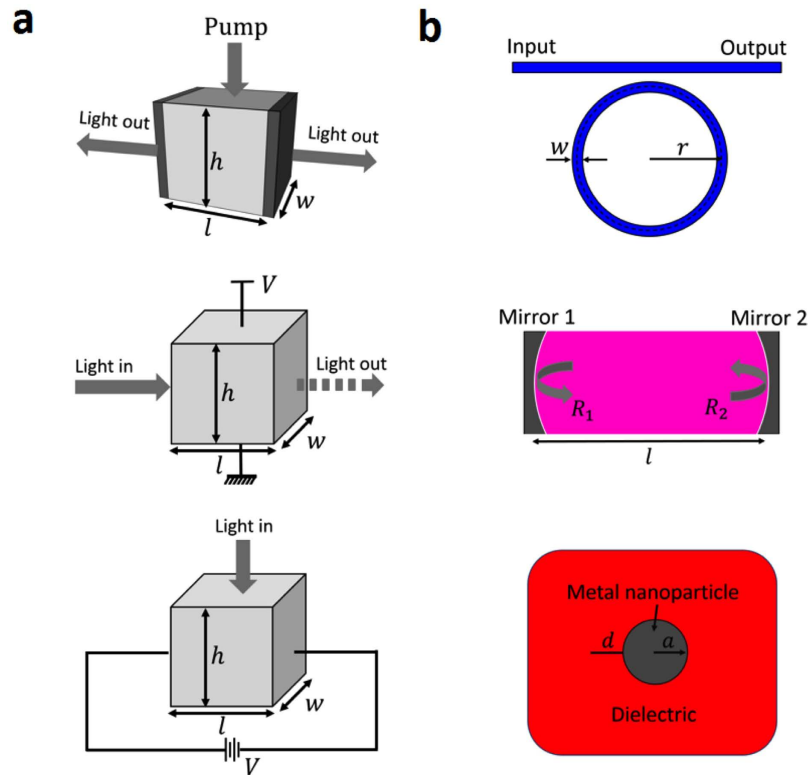 a
Pump
Light out
Light out
h
w
l
V
Light in
Light out
h
w
l
Light in
h
w
l
V
b
Input Output
w
r
Mirror 1 Mirror 2
R₁ R₂
l
Metal nanoparticle
d a
Dielectric